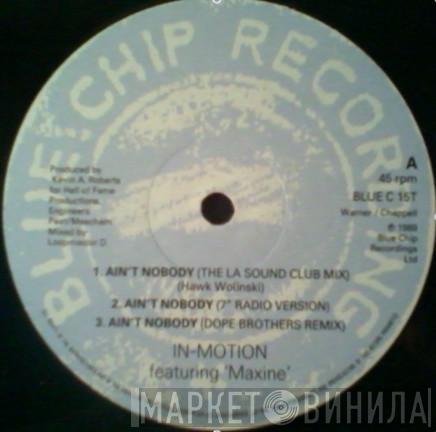 BLUE CHIP RECORDINGS
Produced by
Kevin A. Roberts
for Hall of Fame
Productions.
Engineers
Mixed by
A
45 rpm
BLUE C 15T
Warner / Chappell
℗ 1989
Blue Chip
Recordings
Ltd
1. AIN'T NOBODY (THE LA SOUND CLUB MIX)
(Hawk Wolinski)
2. AIN'T NOBODY (7" RADIO VERSION)
3. AIN'T NOBODY (DOPE BROTHERS REMIX)
IN-MOTION
featuring 'Maxine'
МАРКЕТ ВИНИЛА